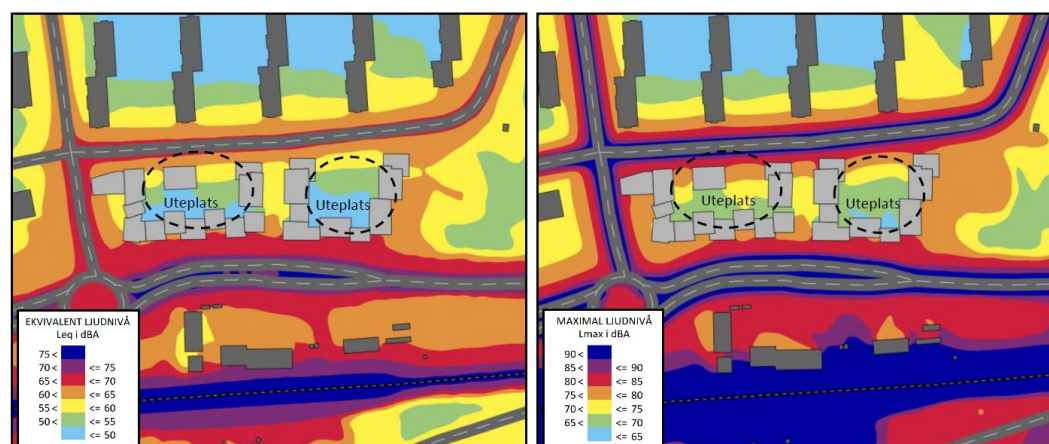 Uteplats
Uteplats
EKVIVALENT LJUDNIVÅ
Leq i dBA
75 <
70 < <= 75
65 < <= 70
60 < <= 65
55 < <= 60
50 < <= 55
<= 50
Uteplats
Uteplats
MAXIMAL LJUDNIVÅ
Lmax i dBA
90 <
85 < <= 90
80 < <= 85
75 < <= 80
70 < <= 75
65 < <= 70
<= 65